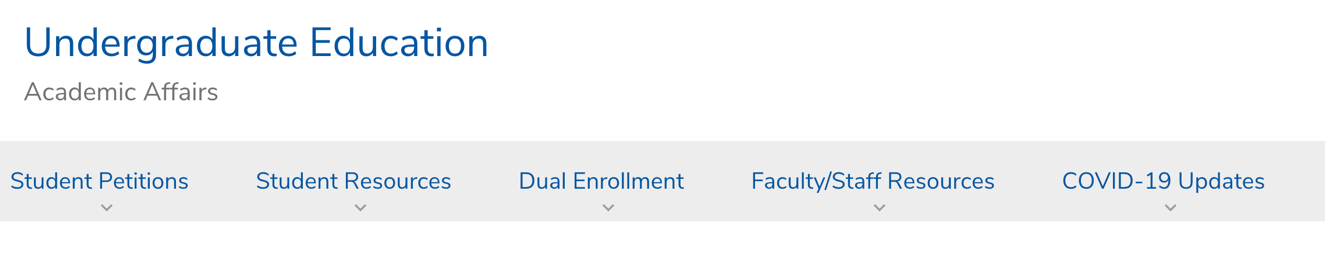 Undergraduate Education
Academic Affairs
Student Petitions Student Resources Dual Enrollment Faculty/Staff Resources COVID-19 Updates